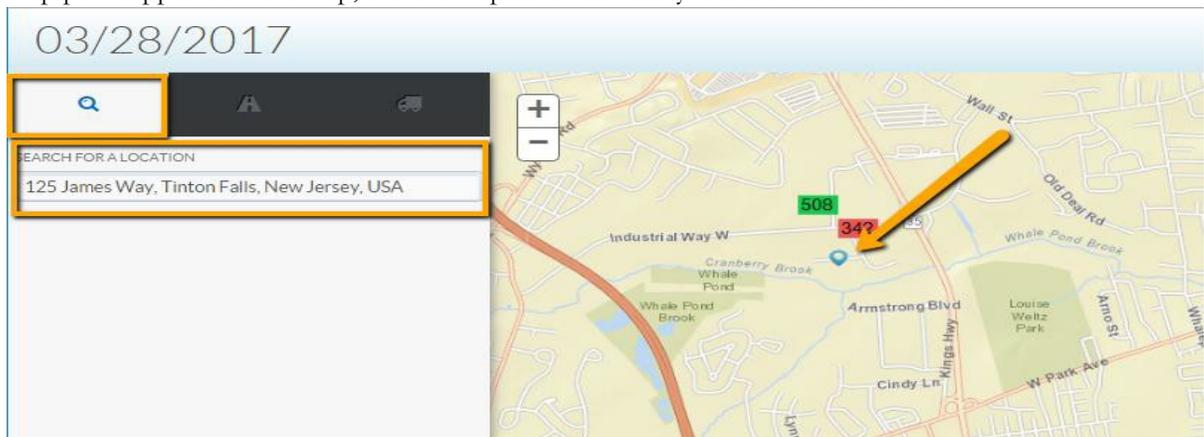 03/28/2017
SEARCH FOR A LOCATION
125 James Way, Tinton Falls, New Jersey, USA
+
−
Rd
Wall St
Old Deal Rd
508
34?
35
Industrial Way W
Whale Pond Brook
Cranberry Brook
Whale
Pond
Whale Pond
Brook
Armstrong Blvd
Louise
Weltz
Park
Arno St
Kings Hwy
Cindy Ln
W Park Ave